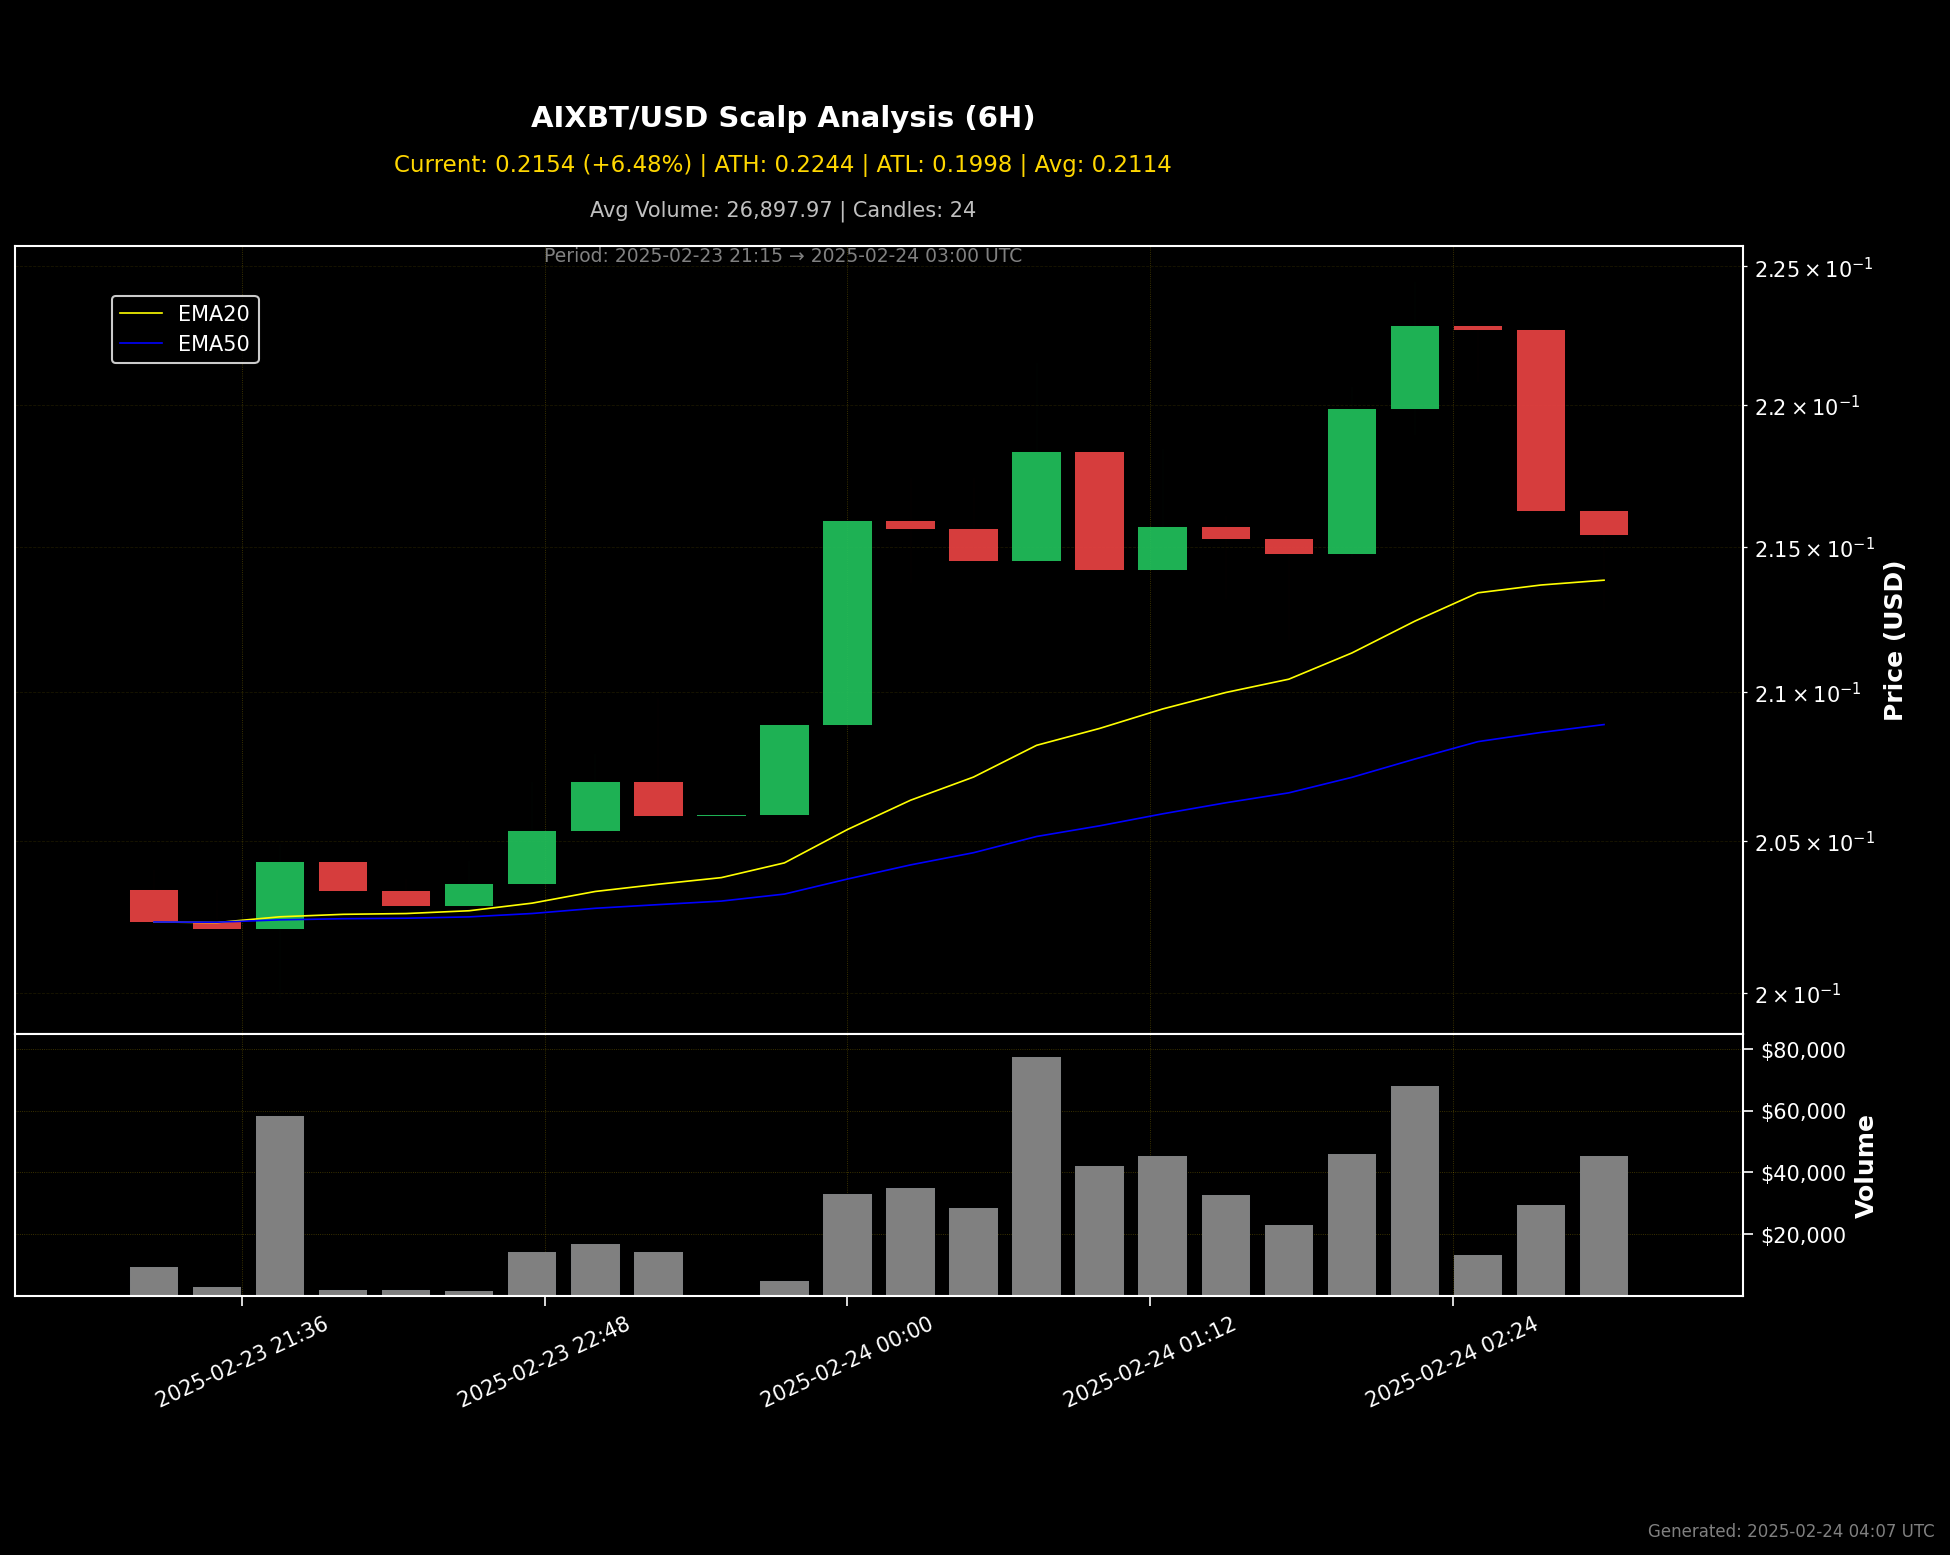 AIXBT/USD Scalp Analysis (6H)
Current: 0.2154 (+6.48%) | ATH: 0.2244 | ATL: 0.1998 | Avg: 0.2114
Avg Volume: 26,897.97 | Candles: 24
Period: 2025-02-23 21:15 → 2025-02-24 03:00 UTC
EMA20
EMA50
2.25 × 10⁻¹
2.2 × 10⁻¹
2.15 × 10⁻¹
2.1 × 10⁻¹
2.05 × 10⁻¹
2 × 10⁻¹
Price (USD)
$80,000
$60,000
$40,000
$20,000
Volume
2025-02-23 21:36
2025-02-23 22:48
2025-02-24 00:00
2025-02-24 01:12
2025-02-24 02:24
Generated: 2025-02-24 04:07 UTC